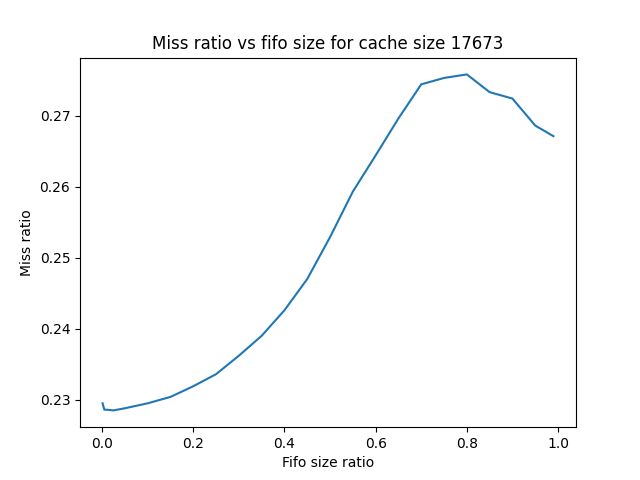 Miss ratio vs fifo size for cache size 17673
0.27
0.26
0.25
0.24
0.23
Miss ratio
0.0 0.2 0.4 0.6 0.8 1.0
Fifo size ratio